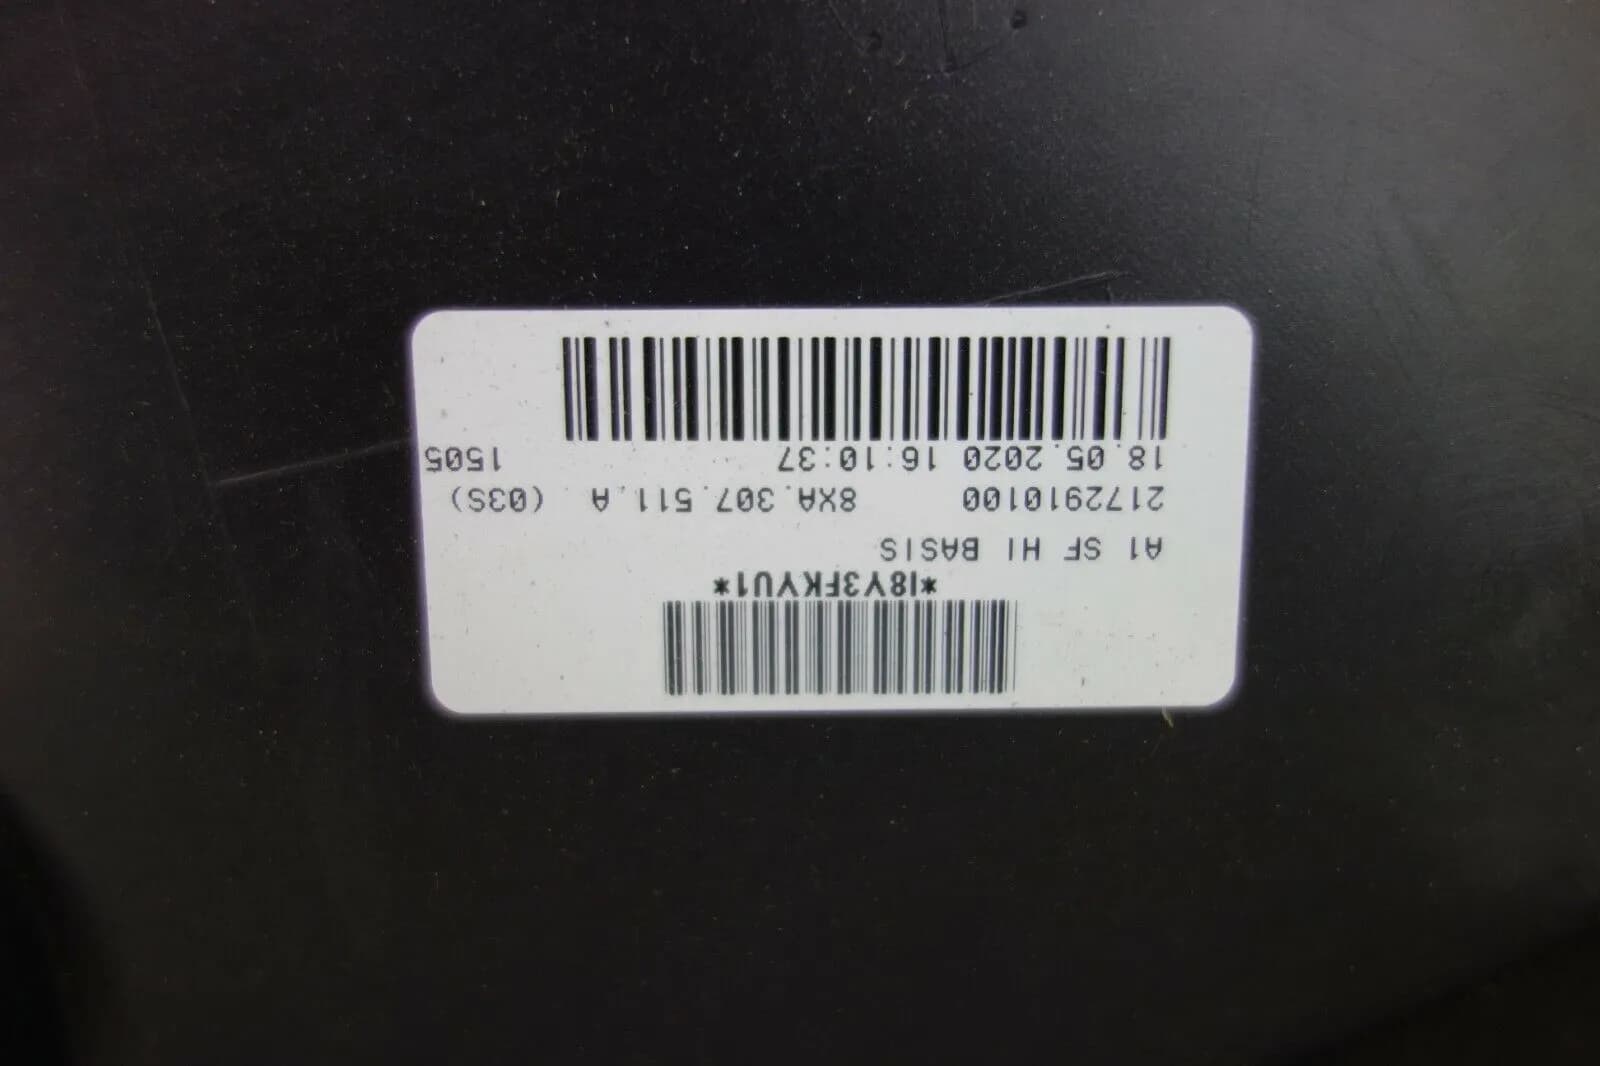 *I8Y3FKYU1*
A1 SF HI BASIS
2172910100 8XA.307.511.A (03S)
18.05.2020 16:10:37 1505